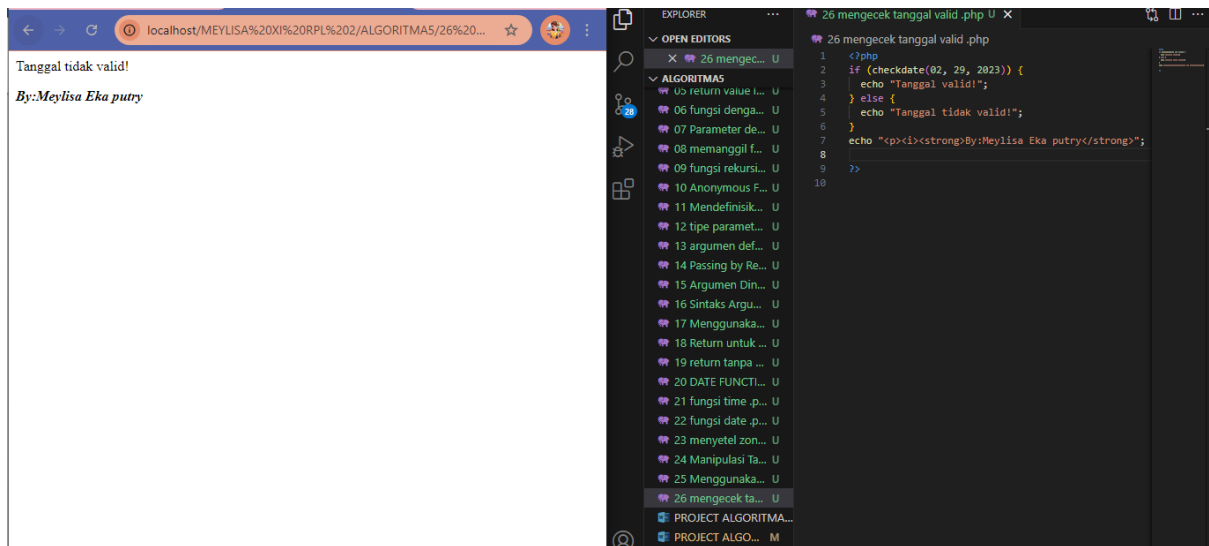 localhost/MEYLISA%20XI%20RPL%202/ALGORITMA5/26%20...
Tanggal tidak valid!
By:Meylisa Eka putry
28
EXPLORER ...
OPEN EDITORS
26 mengec... U
ALGORITMA5
05 return value l... U
06 fungsi denga... U
07 Parameter de... U
08 memanggil f... U
09 fungsi rekursi... U
10 Anonymous F... U
11 Mendefinisik... U
12 tipe paramet... U
13 argumen def... U
14 Passing by Re... U
15 Argumen Din... U
16 Sintaks Argu... U
17 Menggunaka... U
18 Return untuk ... U
19 return tanpa ... U
20 DATE FUNCTI... U
21 fungsi time .p... U
22 fungsi date .p... U
23 menyetel zon... U
24 Manipulasi Ta... U
25 Menggunaka... U
26 mengecek ta... U
PROJECT ALGORITMA...
PROJECT ALGO... M
26 mengecek tanggal valid .php U
26 mengecek tanggal valid .php
1 <?php
2 if (checkdate(02, 29, 2023)) {
3 echo "Tanggal valid!";
4 } else {
5 echo "Tanggal tidak valid!";
6 }
7 echo "<p><i><strong>By:Meylisa Eka putry</strong>";
8
9 ?>
10